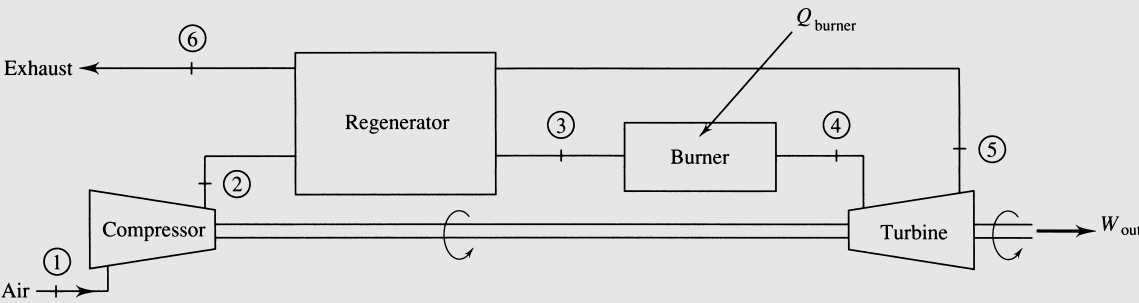 Q burner
6
Exhaust
Regenerator
3
4
Burner
5
2
Compressor
Turbine
W out
1
Air